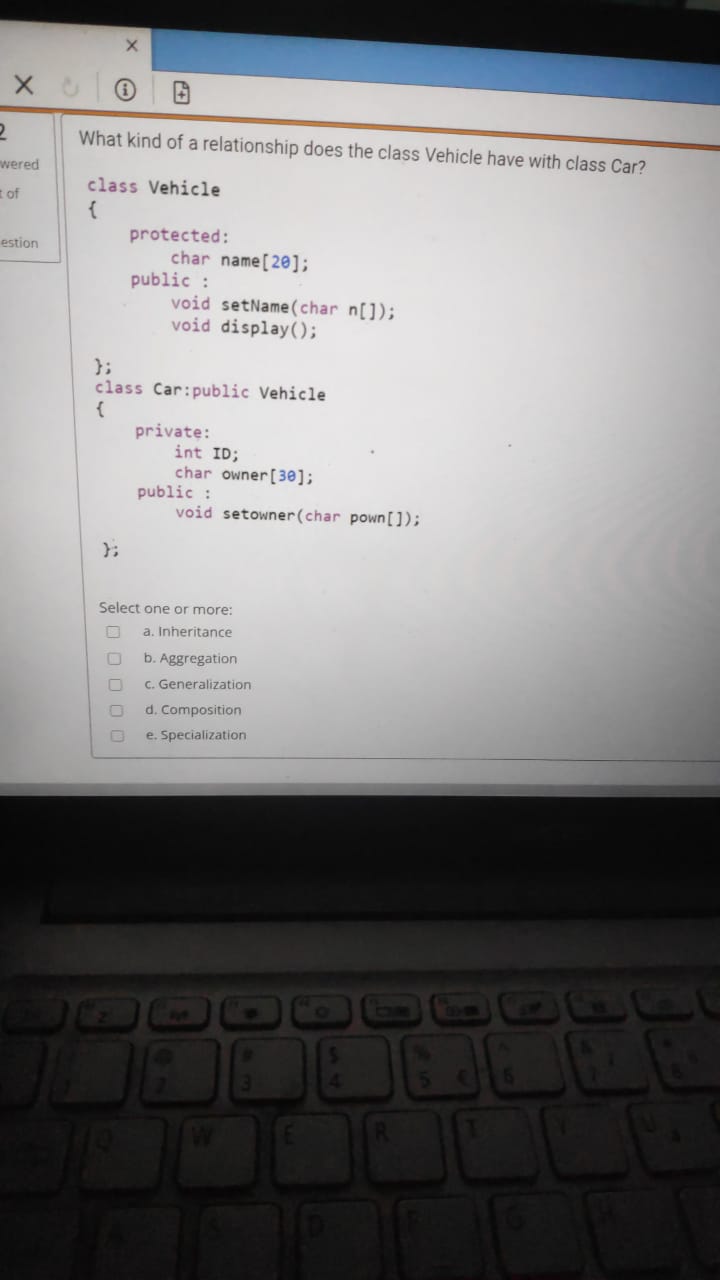 2
wered
t of
estion
What kind of a relationship does the class Vehicle have with class Car?
class Vehicle
{
protected:
char name[20];
public :
void setName(char n[]);
void display();
};
class Car:public Vehicle
{
private:
int ID;
char owner[30];
public :
void setowner(char pown[]);
};
Select one or more:
a. Inheritance
b. Aggregation
c. Generalization
d. Composition
e. Specialization
$
3 4 5 € 6
Q W E R T Y U
D G